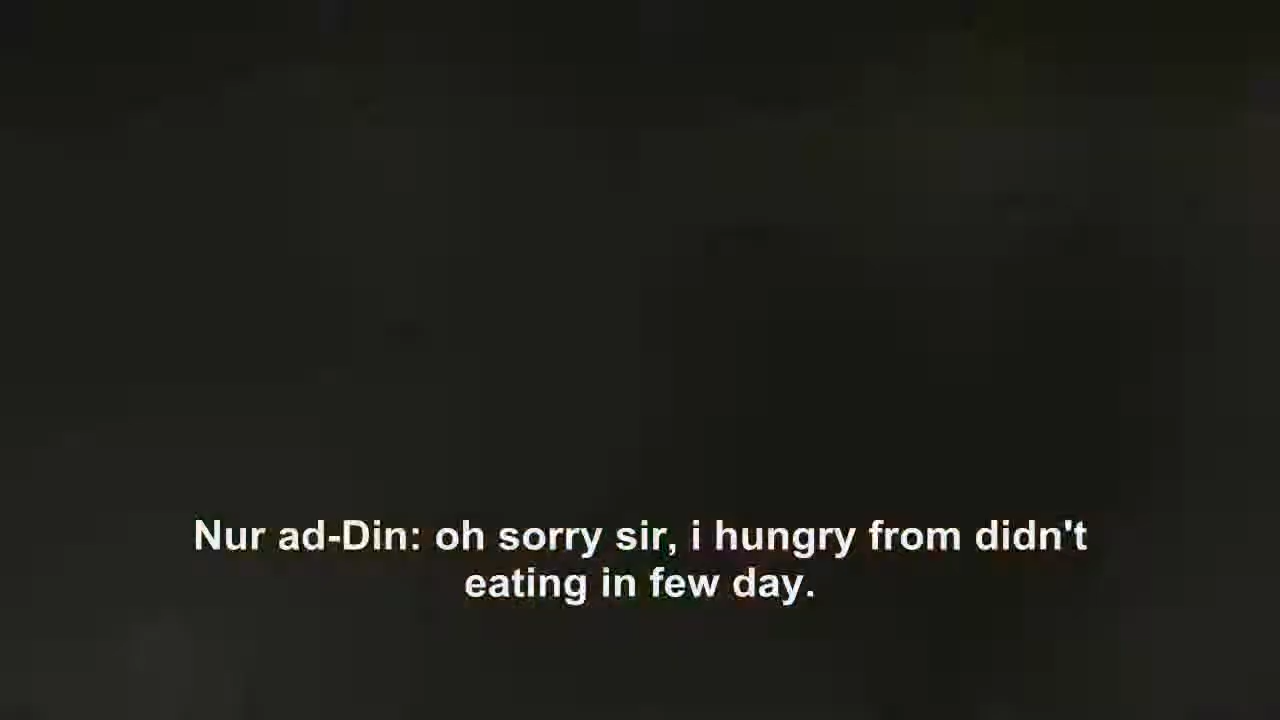 Nur ad-Din: oh sorry sir, i hungry from didn't
eating in few day.